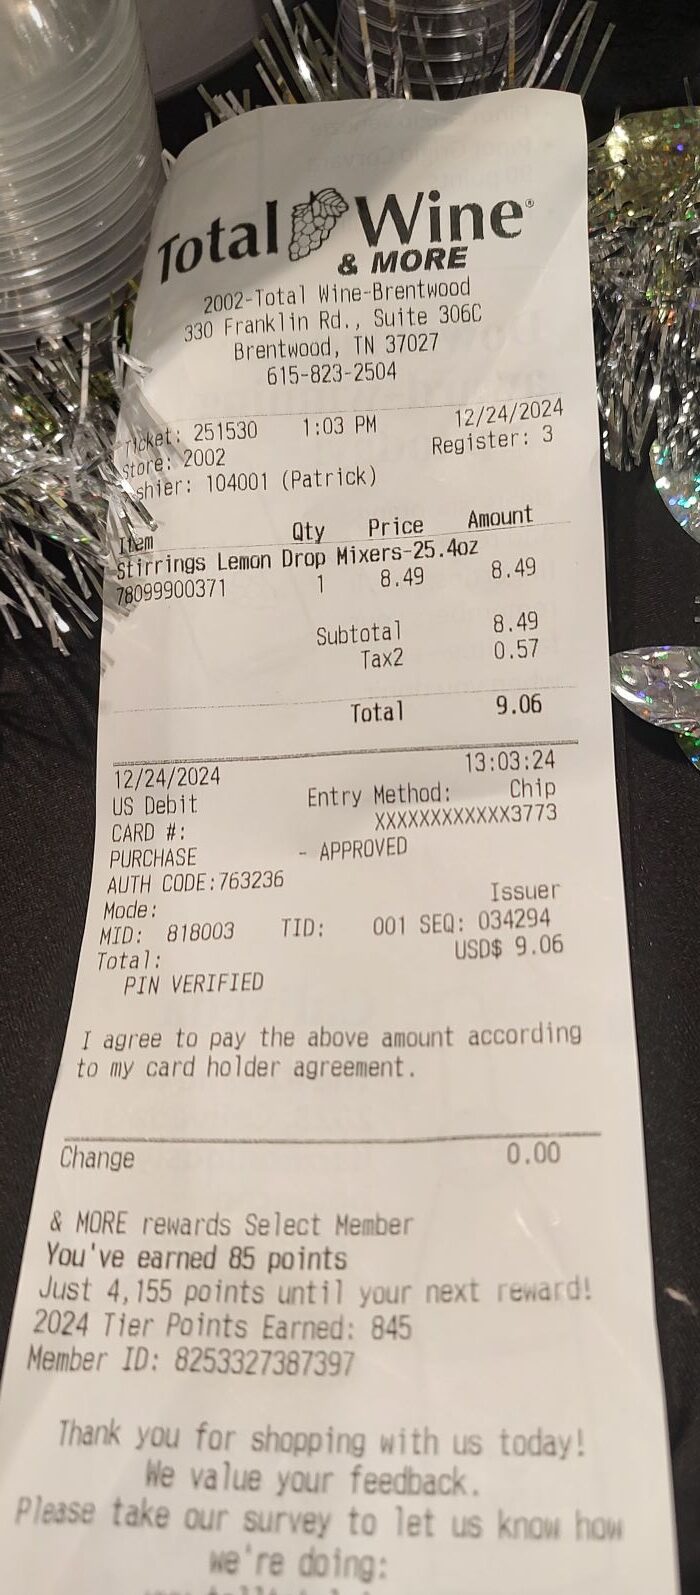 Total Wine®
& MORE
2002-Total Wine-Brentwood
330 Franklin Rd., Suite 306C
Brentwood, TN 37027
615-823-2504
Ticket: 251530 1:03 PM 12/24/2024
Store: 2002 Register: 3
shier: 104001 (Patrick)
Item Qty Price Amount
Stirrings Lemon Drop Mixers-25.4oz
78099900371 1 8.49 8.49
Subtotal 8.49
Tax2 0.57
Total 9.06
12/24/2024 13:03:24
US Debit Entry Method: Chip
CARD #: XXXXXXXXXXXX3773
PURCHASE - APPROVED
AUTH CODE:763236
Mode: Issuer
MID: 818003 TID: 001 SEQ: 034294
Total: USD$ 9.06
PIN VERIFIED
I agree to pay the above amount according
to my card holder agreement.
Change 0.00
& MORE rewards Select Member
You've earned 85 points
Just 4,155 points until your next reward!
2024 Tier Points Earned: 845
Member ID: 8253327387397
Thank you for shopping with us today!
We value your feedback.
Please take our survey to let us know how
we're doing: